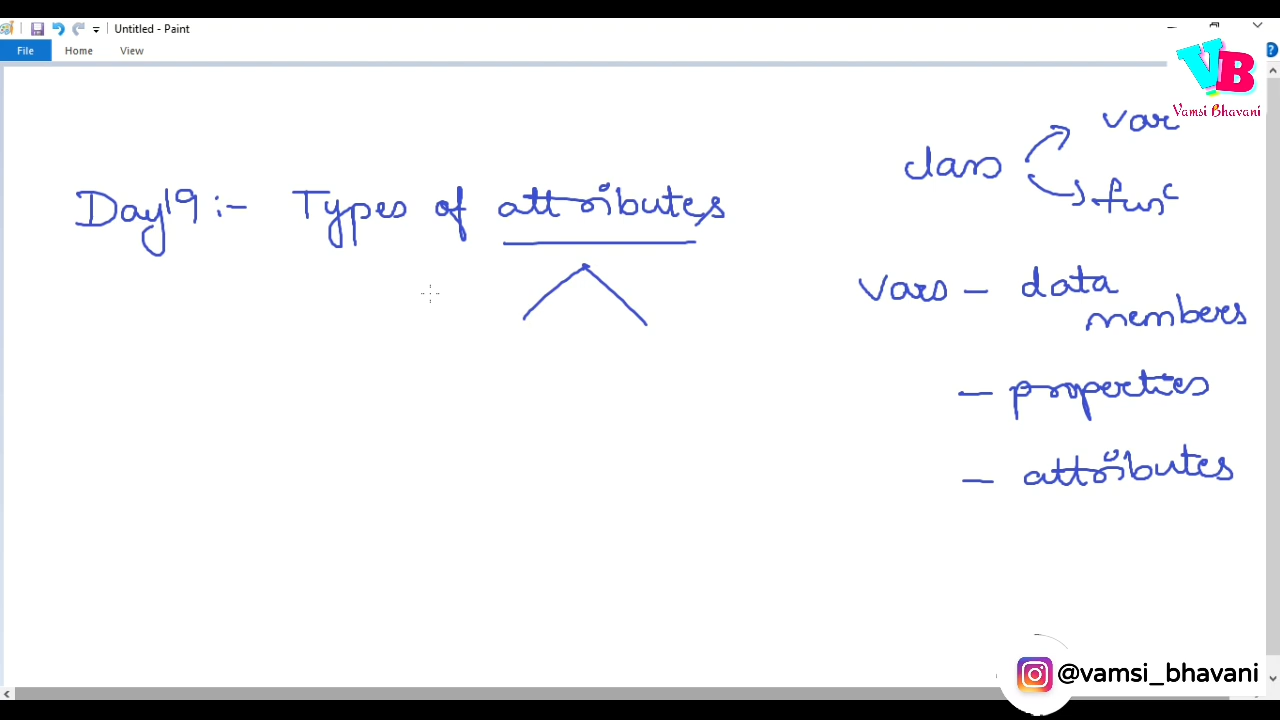 Untitled - Paint
File Home View
?
VB
Vamsi Bhavani
Day19 :- Types of attributes
class
var
func
Vars - data
members
- properties
- attributes
@vamsi_bhavani